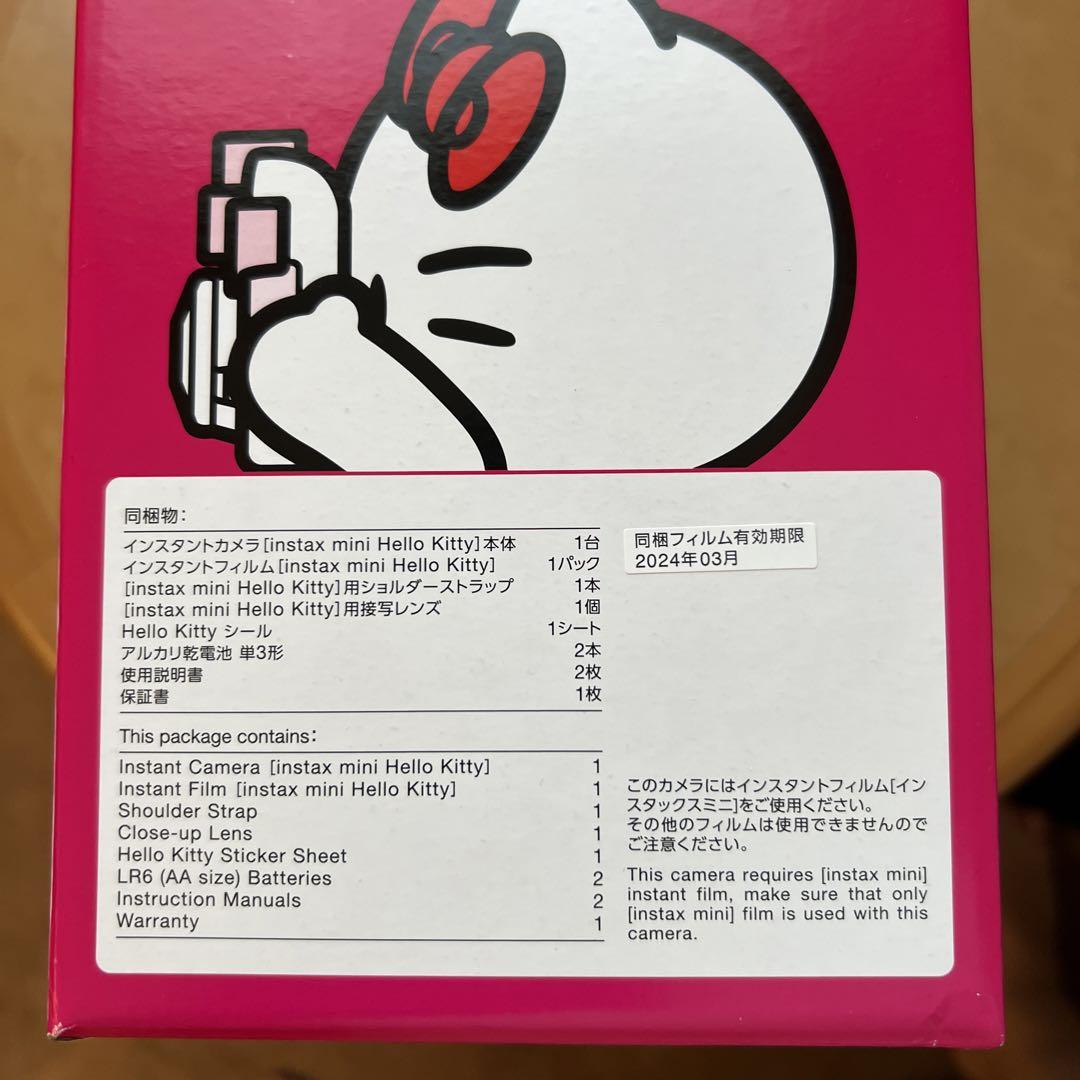 同梱物:
インスタントカメラ[instax mini Hello Kitty]本体 1台
インスタントフィルム[instax mini Hello Kitty] 1パック
[instax mini Hello Kitty]用ショルダーストラップ 1本
[instax mini Hello Kitty]用接写レンズ 1個
Hello Kitty シール 1シート
アルカリ乾電池 単3形 2本
使用説明書 2枚
保証書 1枚
同梱フィルム有効期限
2024年03月
This package contains:
Instant Camera [instax mini Hello Kitty] 1
Instant Film [instax mini Hello Kitty] 1
Shoulder Strap 1
Close-up Lens 1
Hello Kitty Sticker Sheet 1
LR6 (AA size) Batteries 2
Instruction Manuals 2
Warranty 1
このカメラにはインスタントフィルム[イン
スタックスミニ]をご使用ください。
その他のフィルムは使用できませんので
ご注意ください。
This camera requires [instax mini]
instant film, make sure that only
[instax mini] film is used with this
camera.